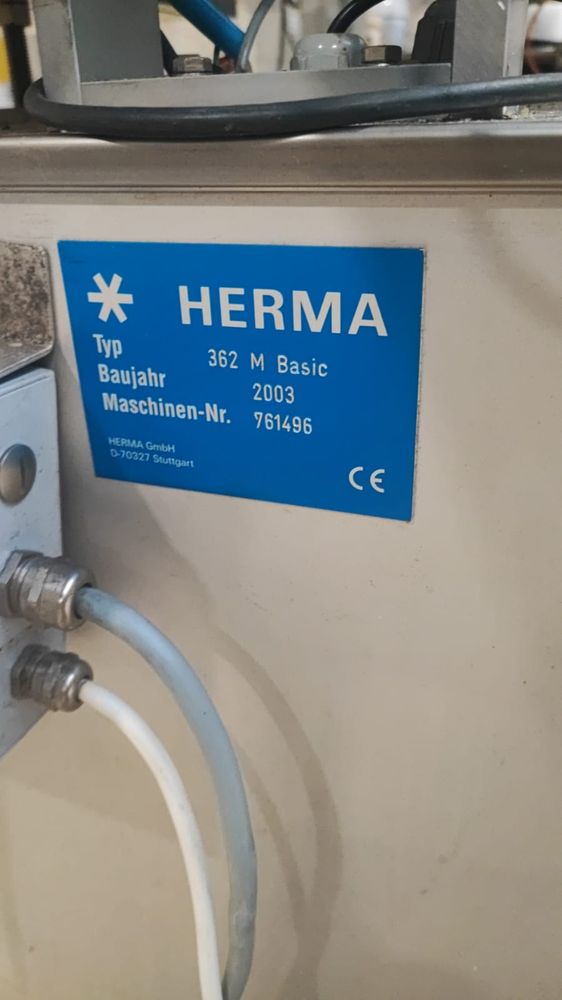 HERMA
Typ 362 M Basic
Baujahr 2003
Maschinen-Nr. 761496
HERMA GmbH
D-70327 Stuttgart
CE